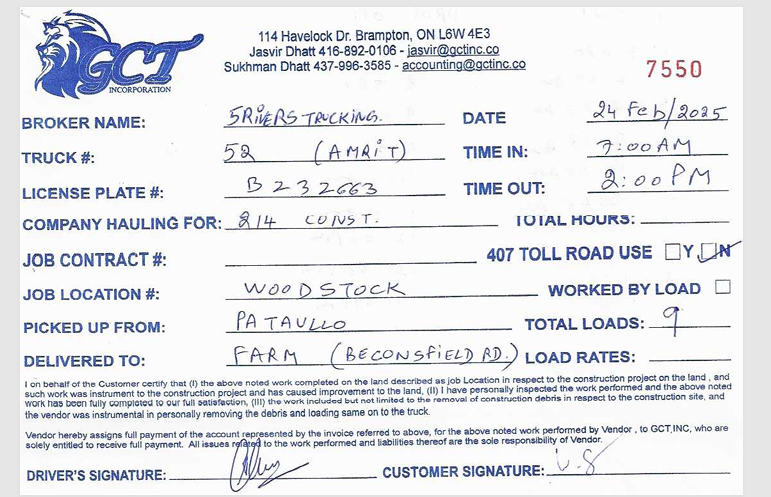 GCT
INCORPORATION
114 Havelock Dr. Brampton, ON L6W 4E3
Jasvir Dhatt 416-892-0106 - jasvir@gctinc.co
Sukhman Dhatt 437-996-3585 - accounting@gctinc.co
7550
BROKER NAME: 5RIVERS TRUCKING. DATE 24 Feb/2025
TRUCK #: 52 (AMRIT) TIME IN: 7:00 AM
LICENSE PLATE #: B232663 TIME OUT: 2:00 PM
COMPANY HAULING FOR: 214 CONST. TOTAL HOURS:
JOB CONTRACT #: 407 TOLL ROAD USE Y N
JOB LOCATION #: WOODSTOCK WORKED BY LOAD
PICKED UP FROM: PATAULLO TOTAL LOADS: 9
DELIVERED TO: FARM (BECONSFIELD RD.) LOAD RATES:
I on behalf of the Customer certify that (I) the above noted work completed on the land described as job Location in respect to the construction project on the land , and
such work was instrument to the construction project and has caused improvement to the land, (II) I have personally inspected the work performed and the above noted
work has been fully completed to our full satisfaction, (III) the work included but not limited to the removal of construction debris in respect to the construction site, and
the vendor was instrumental in personally removing the debris and loading same on to the truck.
Vendor hereby assigns full payment of the account represented by the invoice referred to above, for the above noted work performed by Vendor , to GCT,INC, who are
solely entitled to receive full payment. All issues related to the work performed and liabilities thereof are the sole responsibility of Vendor.
DRIVER'S SIGNATURE: CUSTOMER SIGNATURE: